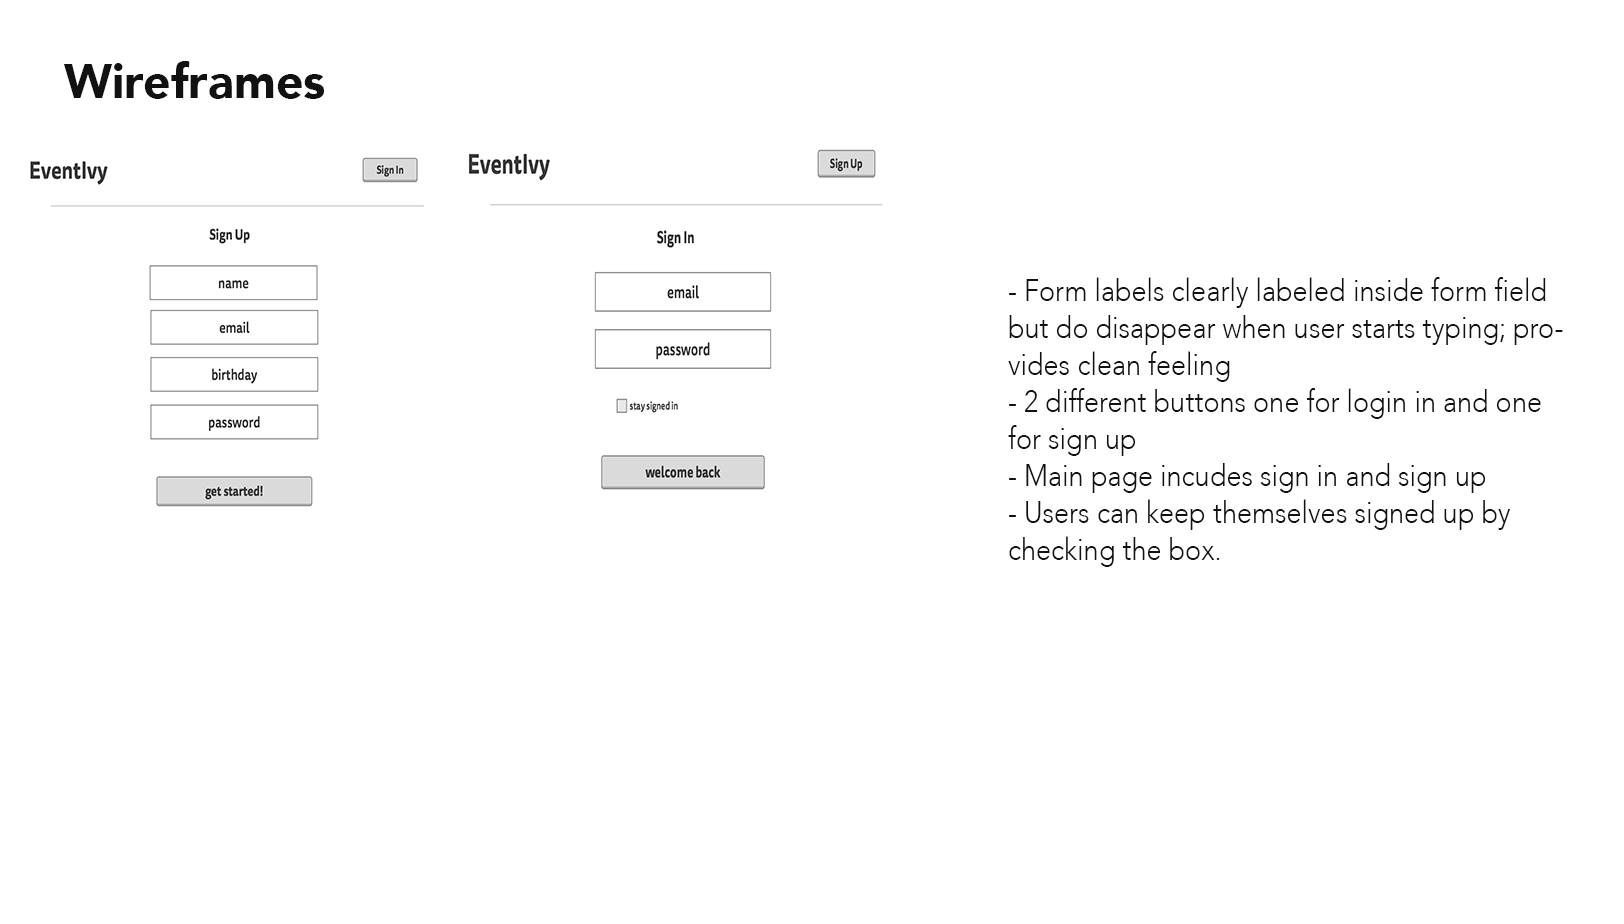 Wireframes
EventIvy
Sign In
Sign Up
name
email
birthday
password
get started!
EventIvy
Sign Up
Sign In
email
password
stay signed in
welcome back
- Form labels clearly labeled inside form field
but do disappear when user starts typing; pro-
vides clean feeling
- 2 different buttons one for login in and one
for sign up
- Main page incudes sign in and sign up
- Users can keep themselves signed up by
checking the box.